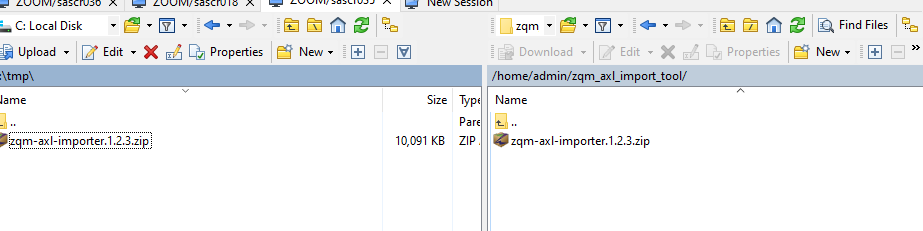 ZOOM/sascr036 ZOOM/sascr018 ZOOM/sascr035 New Session
C: Local Disk zqm Find Files
Upload Edit Properties New Download Edit Properties New
:\tmp\ /home/admin/zqm_axl_import_tool/
Name Size Type Name
.. Pare ..
zqm-axl-importer.1.2.3.zip 10,091 KB ZIP zqm-axl-importer.1.2.3.zip